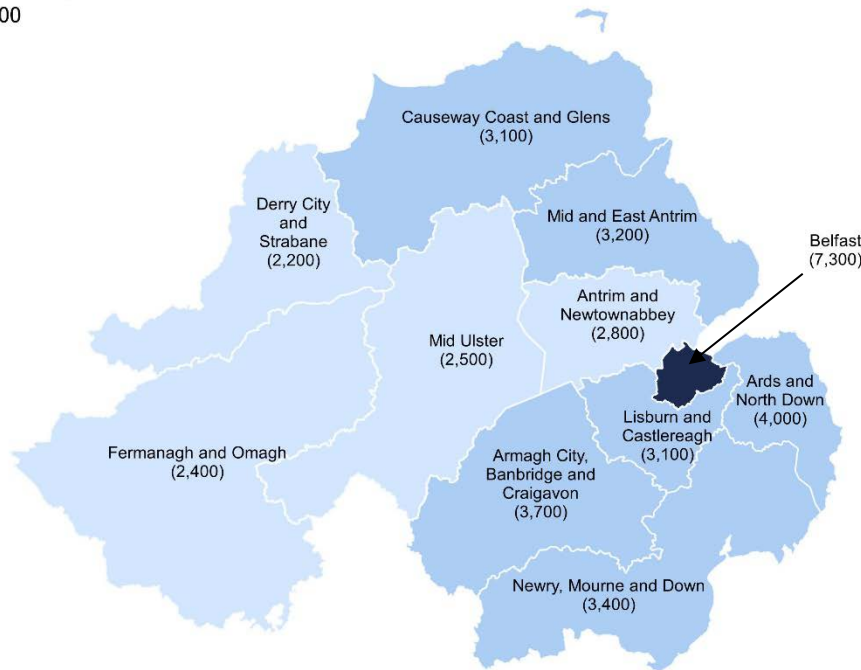 00
Causeway Coast and Glens
(3,100)
Derry City
and
Strabane
(2,200)
Mid and East Antrim
(3,200)
Belfast
(7,300)
Antrim and
Newtownabbey
(2,800)
Mid Ulster
(2,500)
Ards and
North Down
(4,000)
Lisburn and
Castlereagh
(3,100)
Fermanagh and Omagh
(2,400)
Armagh City,
Banbridge and
Craigavon
(3,700)
Newry, Mourne and Down
(3,400)